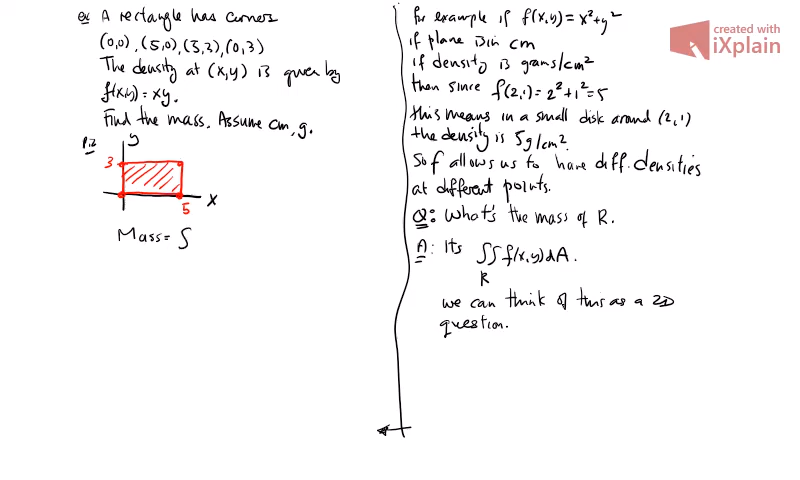 ex A rectangle has corners
(0,0), (5,0), (5,3), (0,3)
The density at (x,y) is given by
f(x,y) = xy.
Find the mass. Assume cm, g.
Pic
y
3
x
5
Mass = ∫
for example if f(x,y) = x²+y²
if plane is in cm
if density is grams/cm²
then since f(2,1) = 2²+1² = 5
this means in a small disk around (2,1)
the density is 5g/cm².
So f allows us to have diff. densities
at different points.
Q: What's the mass of R.
A: Its ∬ f(x,y) dA.
R
we can think of this as a 2D
question.
created with
iXplain